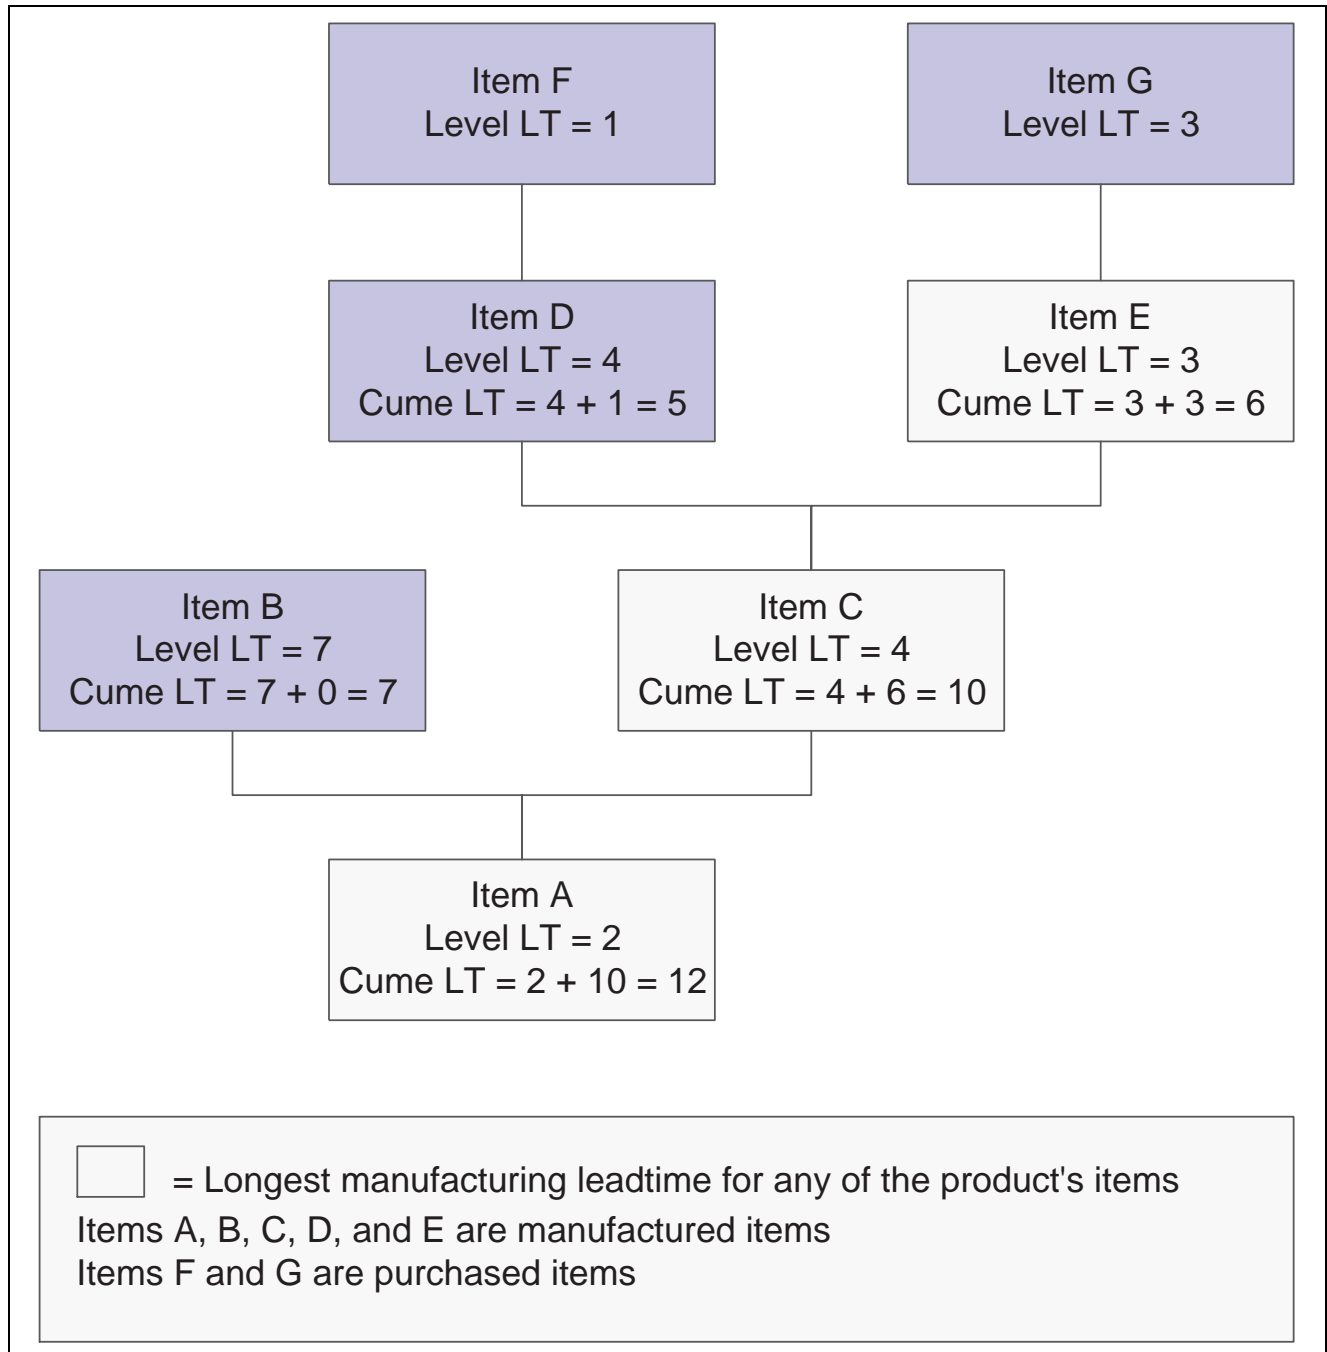 Item F
Level LT = 1
Item G
Level LT = 3
Item D
Level LT = 4
Cume LT = 4 + 1 = 5
Item E
Level LT = 3
Cume LT = 3 + 3 = 6
Item B
Level LT = 7
Cume LT = 7 + 0 = 7
Item C
Level LT = 4
Cume LT = 4 + 6 = 10
Item A
Level LT = 2
Cume LT = 2 + 10 = 12
= Longest manufacturing leadtime for any of the product's items
Items A, B, C, D, and E are manufactured items
Items F and G are purchased items